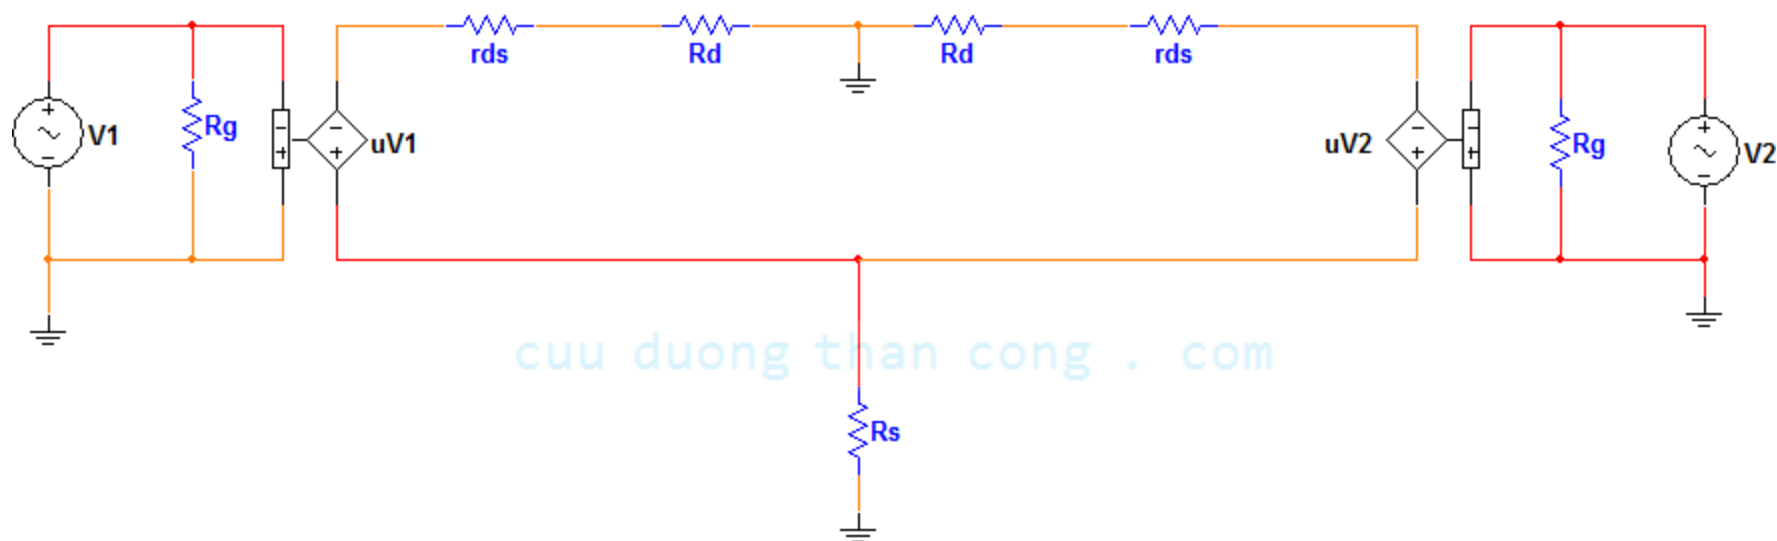 rds Rd Rd rds
V1 Rg - + - + uV1 uV2 - + - + Rg V2
cuu duong than cong . com
Rs